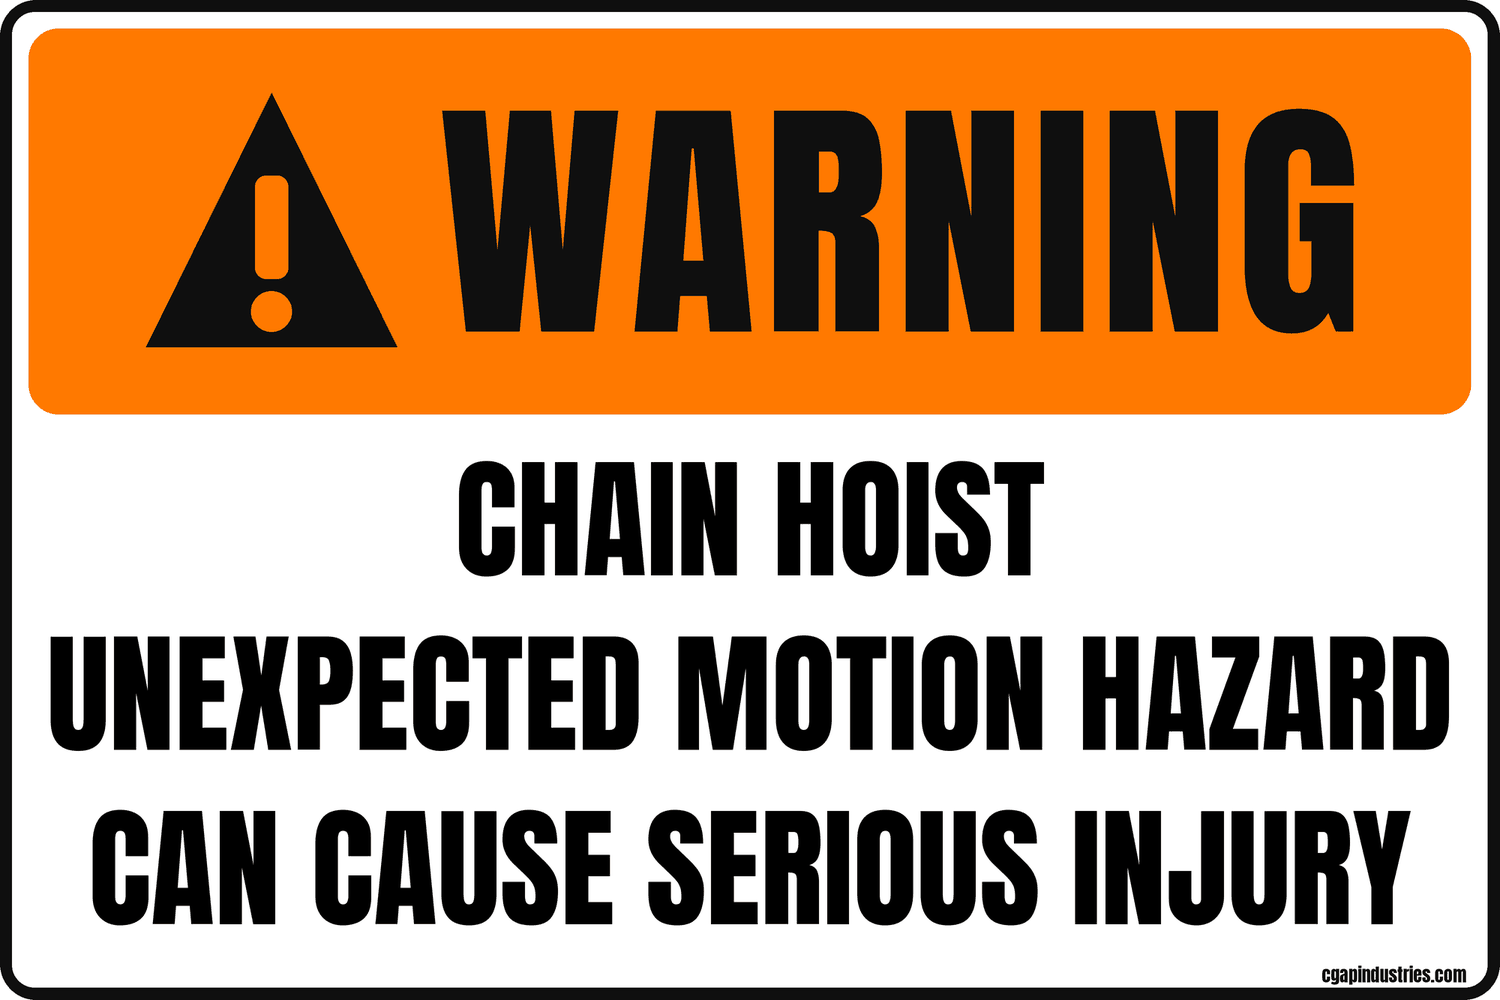 WARNING
CHAIN HOIST
UNEXPECTED MOTION HAZARD
CAN CAUSE SERIOUS INJURY
cgapindustries.com